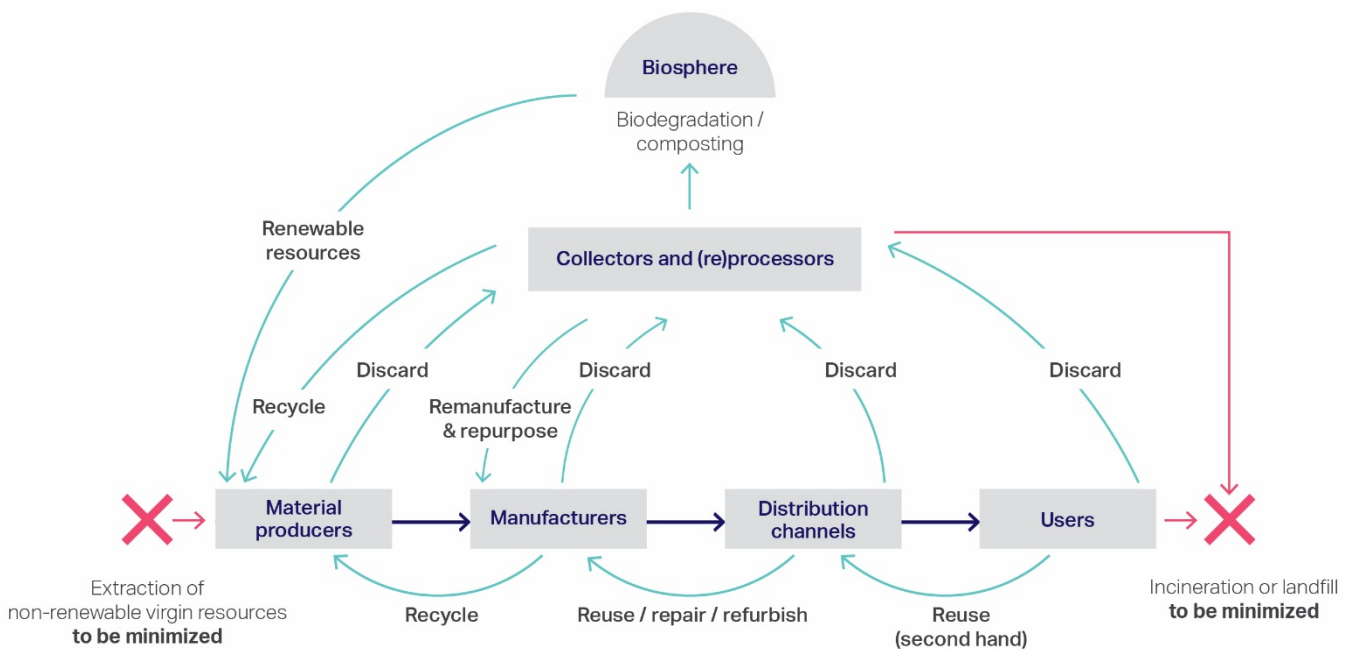 Biosphere
Biodegradation /
composting
Renewable
resources
Collectors and (re)processors
Discard
Discard
Discard
Discard
Recycle
Remanufacture
& repurpose
Material
producers
Manufacturers
Distribution
channels
Users
Extraction of
non-renewable virgin resources
to be minimized
Recycle
Reuse / repair / refurbish
Reuse
(second hand)
Incineration or landfill
to be minimized